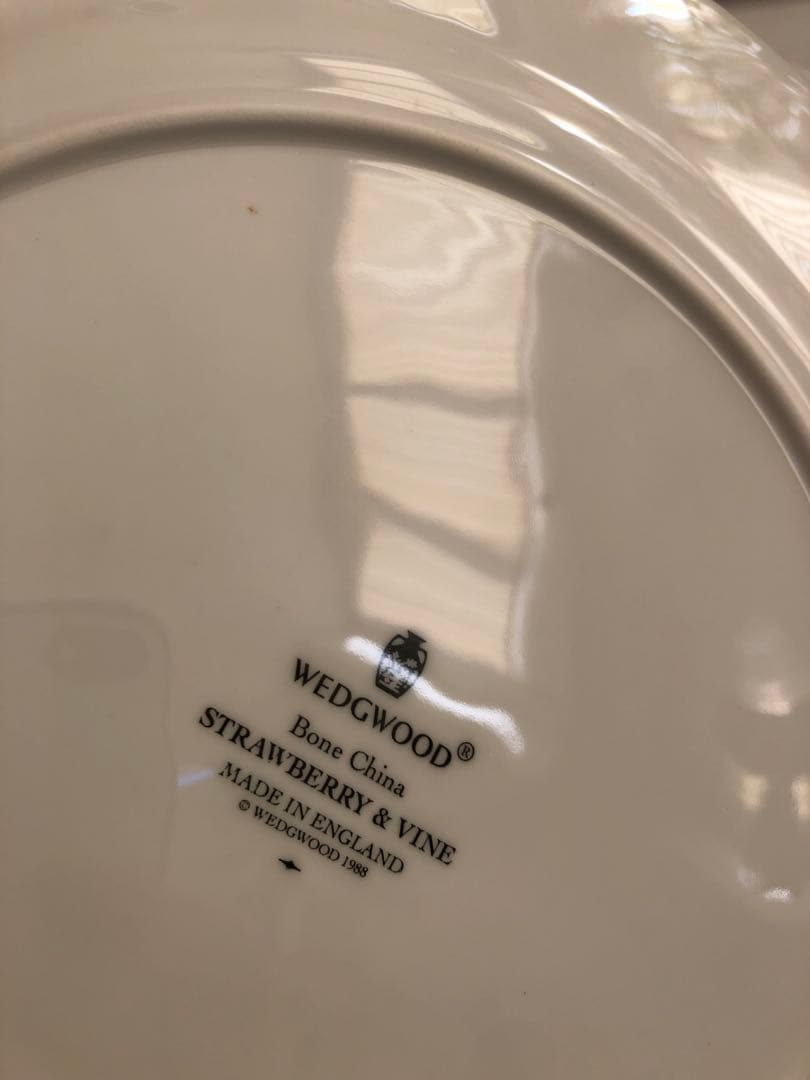 WEDGWOOD®
Bone China
STRAWBERRY & VINE
MADE IN ENGLAND
© WEDGWOOD 1988